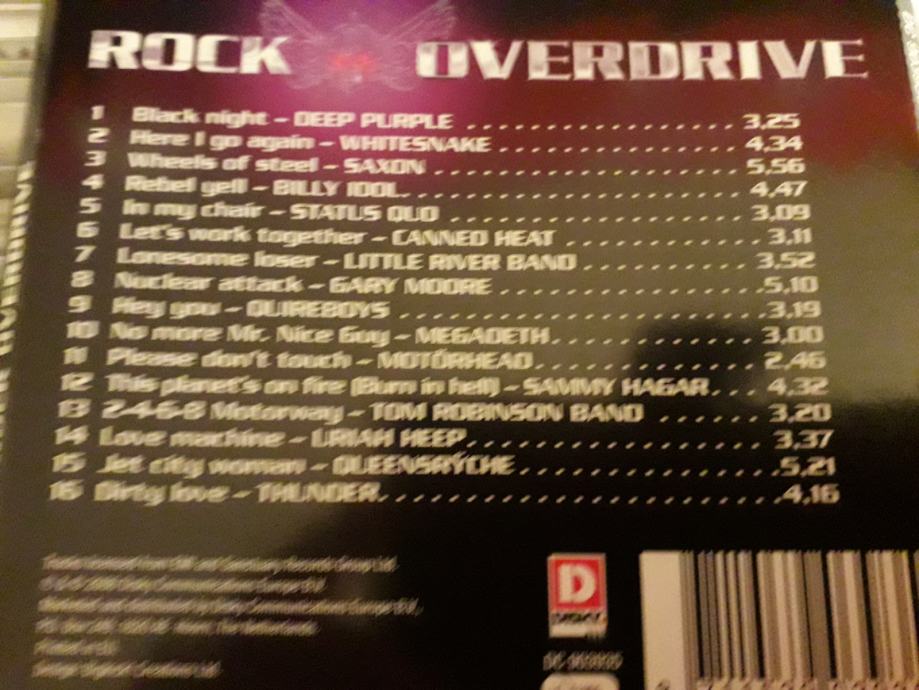 ROCK OVERDRIVE
1 Black night - DEEP PURPLE . . . . . . . . . . . . . . . . . 3,25
2 Here I go again - WHITESNAKE . . . . . . . . . . . . . . . 4,34
3 Wheels of steel - SAXON . . . . . . . . . . . . . . . . . . . 5,56
4 Rebel yell - BILLY IDOL . . . . . . . . . . . . . . . . . . . . . 4,47
5 In my chair - STATUS QUO . . . . . . . . . . . . . . . . . . 3,09
6 Let's work together - CANNED HEAT . . . . . . . . . . . 3,11
7 Lonesome loser - LITTLE RIVER BAND . . . . . . . . . . 3,52
8 Nuclear attack - GARY MOORE . . . . . . . . . . . . . . . 5,10
9 Hey you - QUIREBOYS . . . . . . . . . . . . . . . . . . . . . 3,19
10 No more Mr. Nice Guy - MEGADETH . . . . . . . . . . . . 3,00
11 Please don't touch - MOTÖRHEAD . . . . . . . . . . . . . 2,46
12 This planet's on fire (Burn in hell) - SAMMY HAGAR . . . 4,32
13 2-4-6-8 Motorway - TOM ROBINSON BAND . . . . . . 3,20
14 Love machine - URIAH HEEP . . . . . . . . . . . . . . . . . 3,37
15 Jet city woman - QUEENSRŸCHE . . . . . . . . . . . . . . 5,21
16 Dirty love - THUNDER . . . . . . . . . . . . . . . . . . . . . . 4,16
D